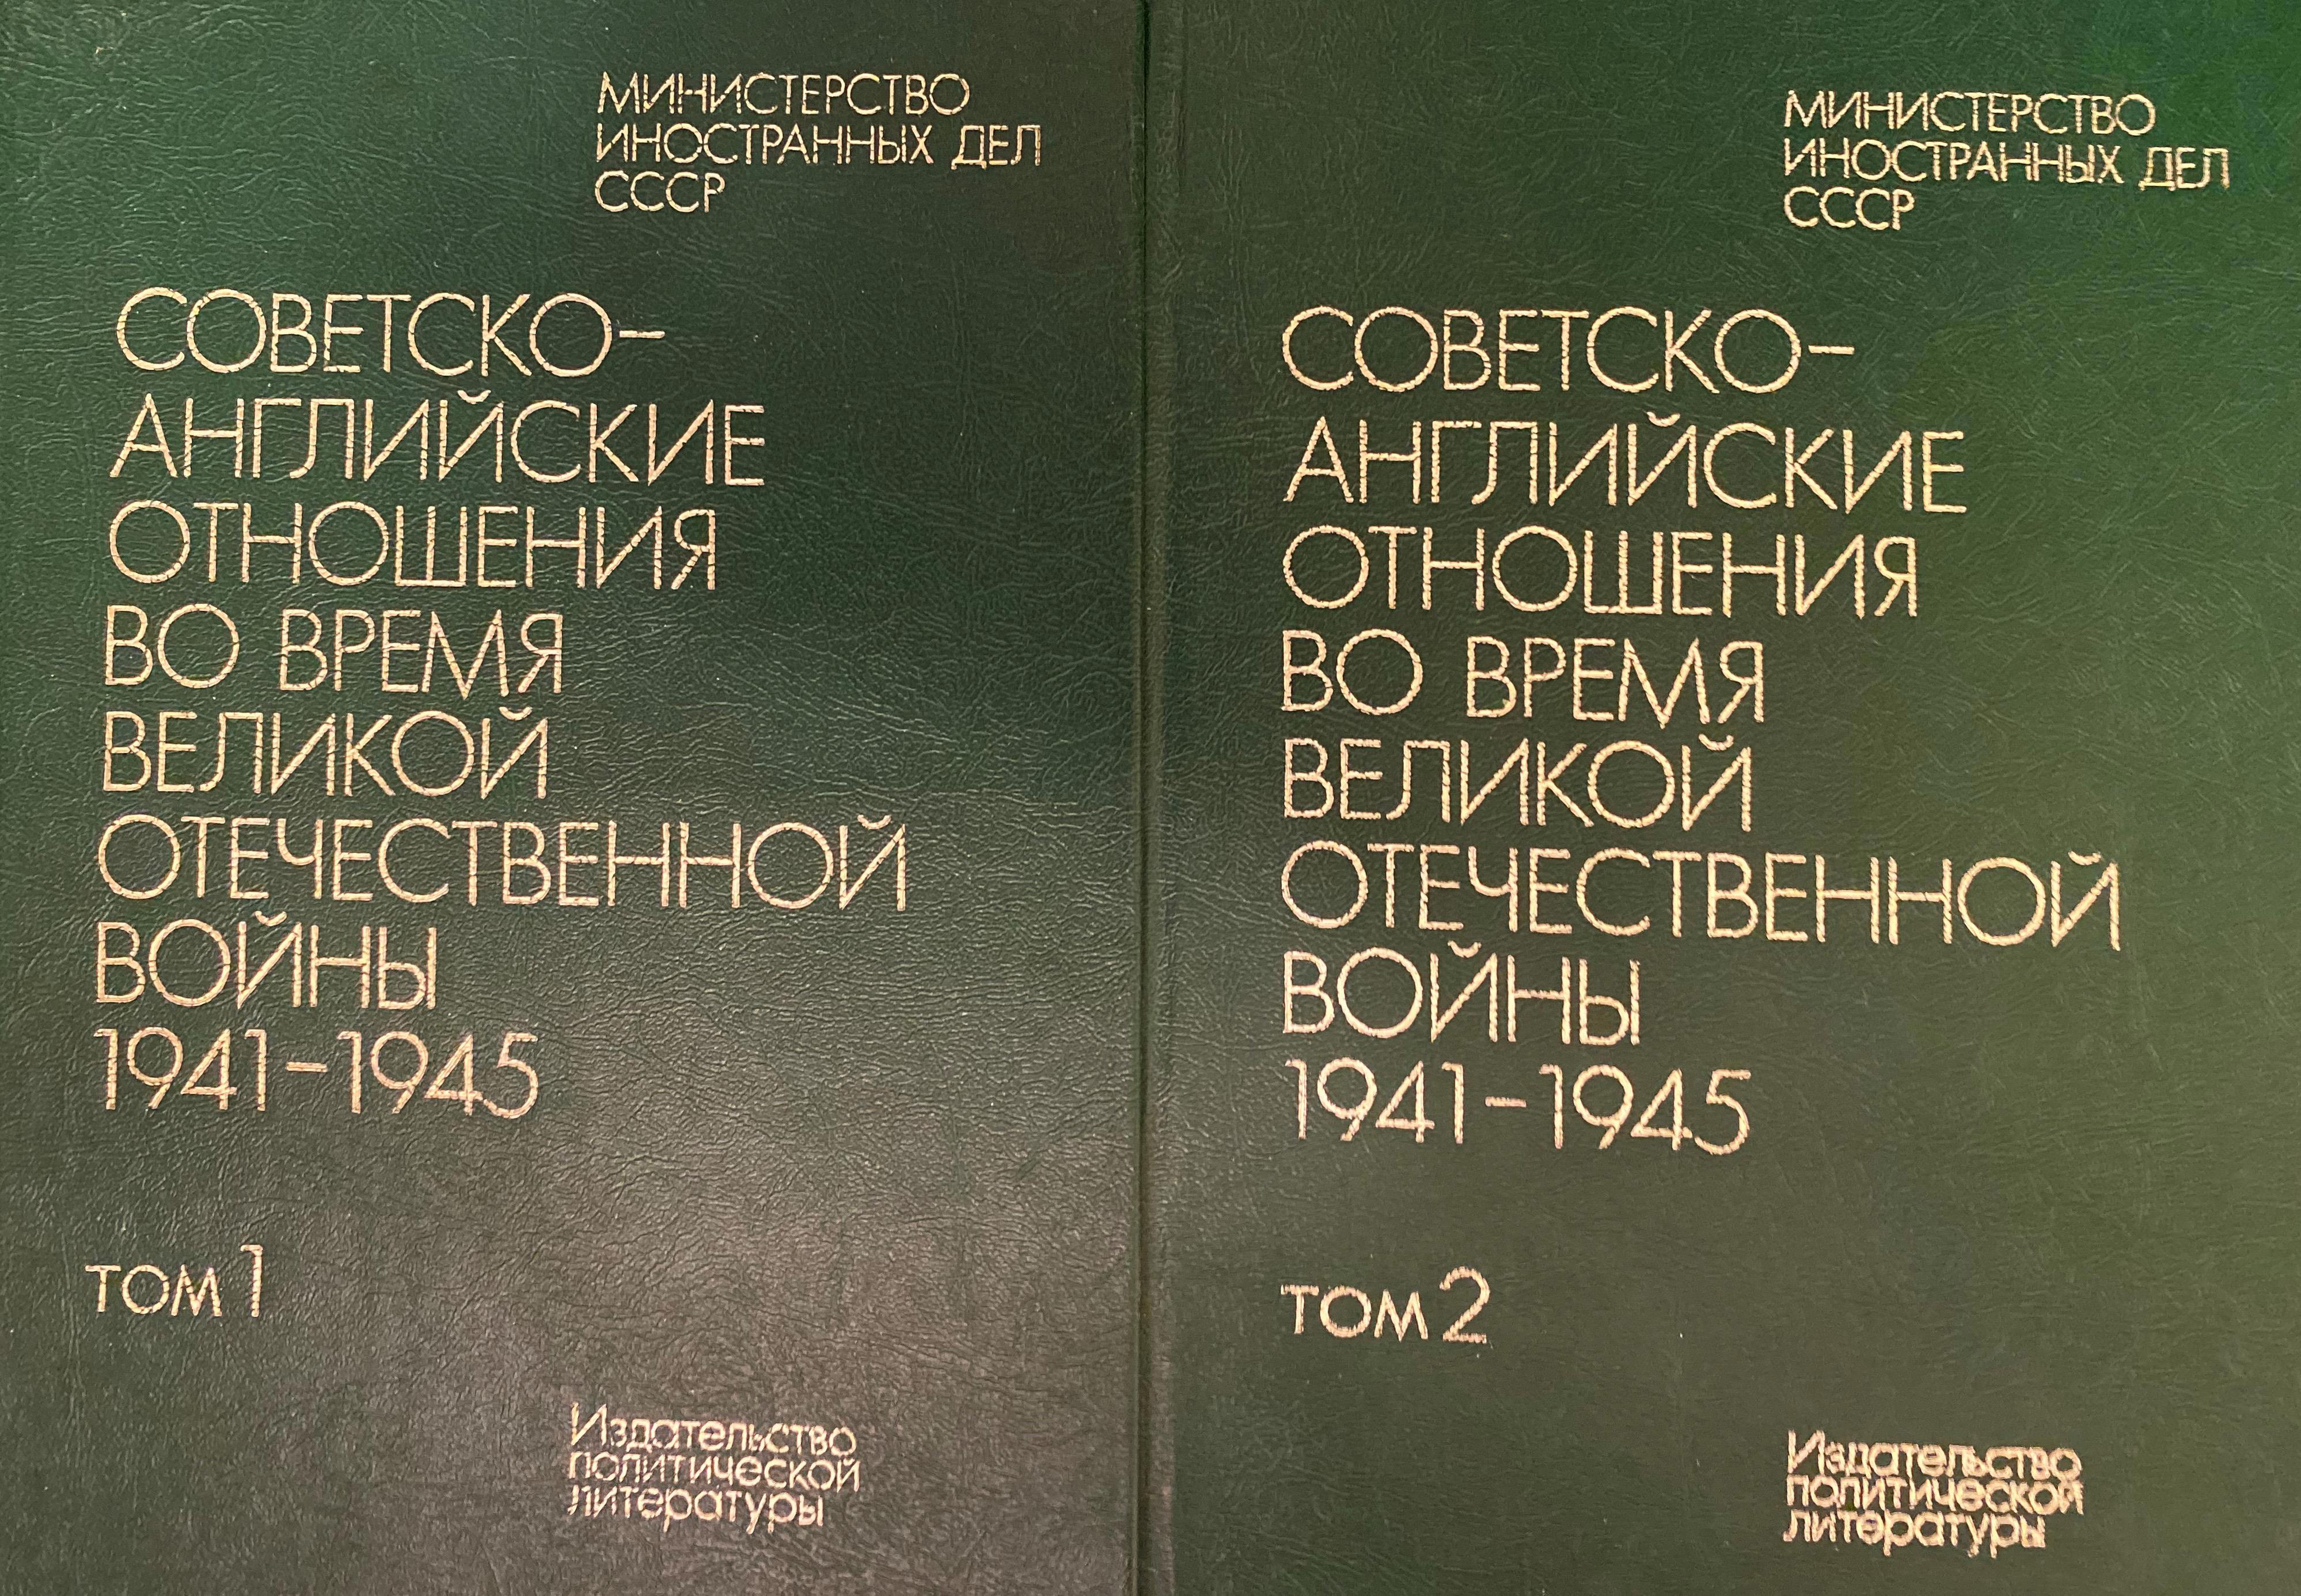 МИНИСТЕРСТВО
ИНОСТРАННЫХ ДЕЛ
СССР
СОВЕТСКО–
АНГЛИЙСКИЕ
ОТНОШЕНИЯ
ВО ВРЕМЯ
ВЕЛИКОЙ
ОТЕЧЕСТВЕННОЙ
ВОЙНЫ
1941–1945
ТОМ 1
Издательство
политической
литературы
МИНИСТЕРСТВО
ИНОСТРАННЫХ ДЕЛ
СССР
СОВЕТСКО–
АНГЛИЙСКИЕ
ОТНОШЕНИЯ
ВО ВРЕМЯ
ВЕЛИКОЙ
ОТЕЧЕСТВЕННОЙ
ВОЙНЫ
1941–1945
ТОМ 2
Издательство
политической
литературы